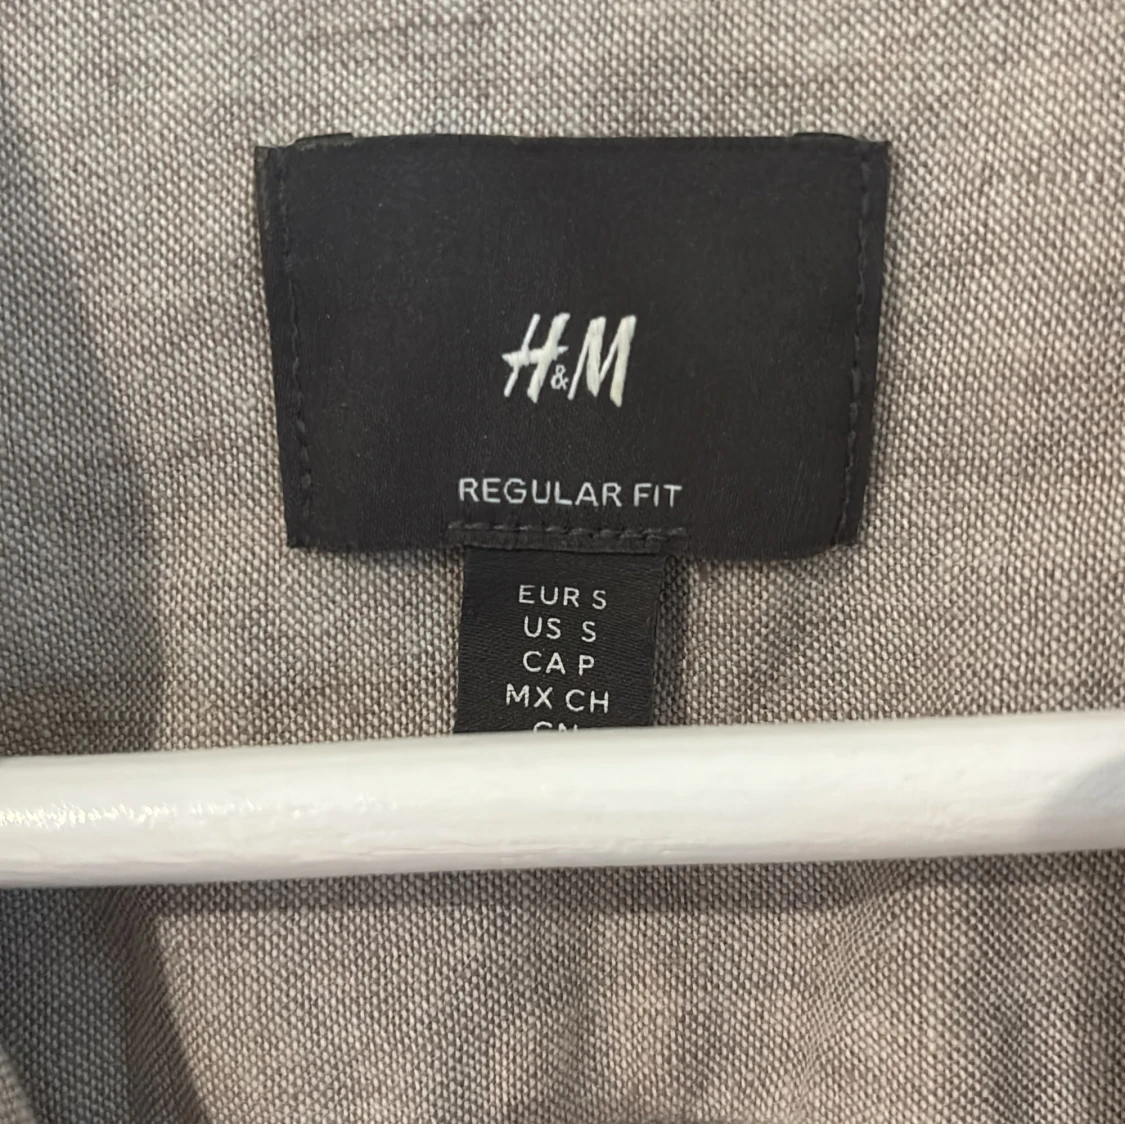 H&M
REGULAR FIT
EUR S
US S
CA P
MX CH